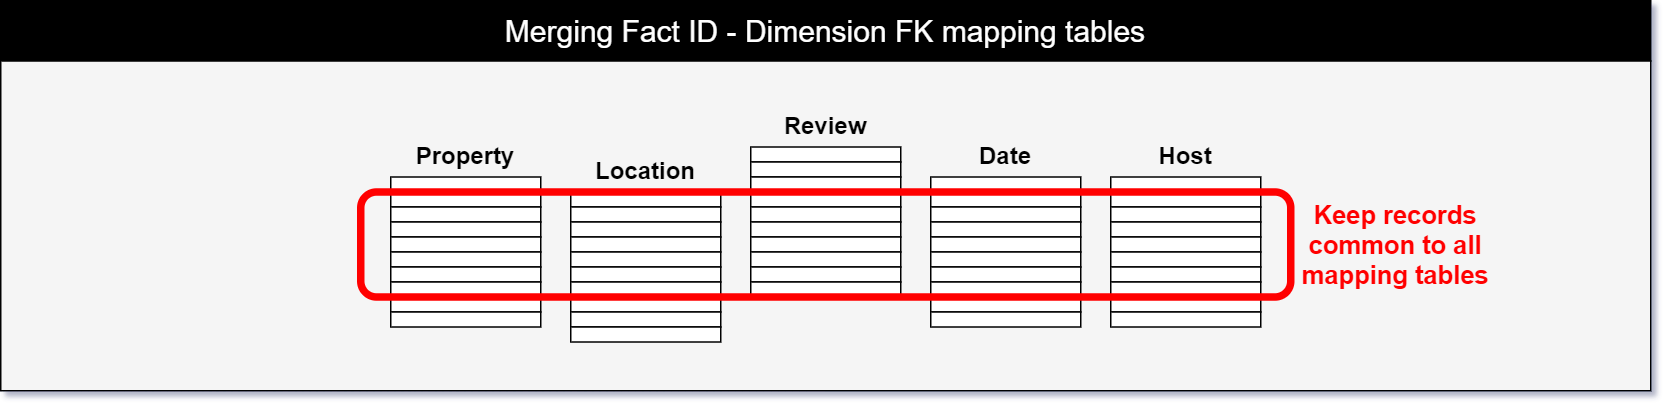 Merging Fact ID - Dimension FK mapping tables
Property
Location
Review
Date
Host
Keep records
common to all
mapping tables